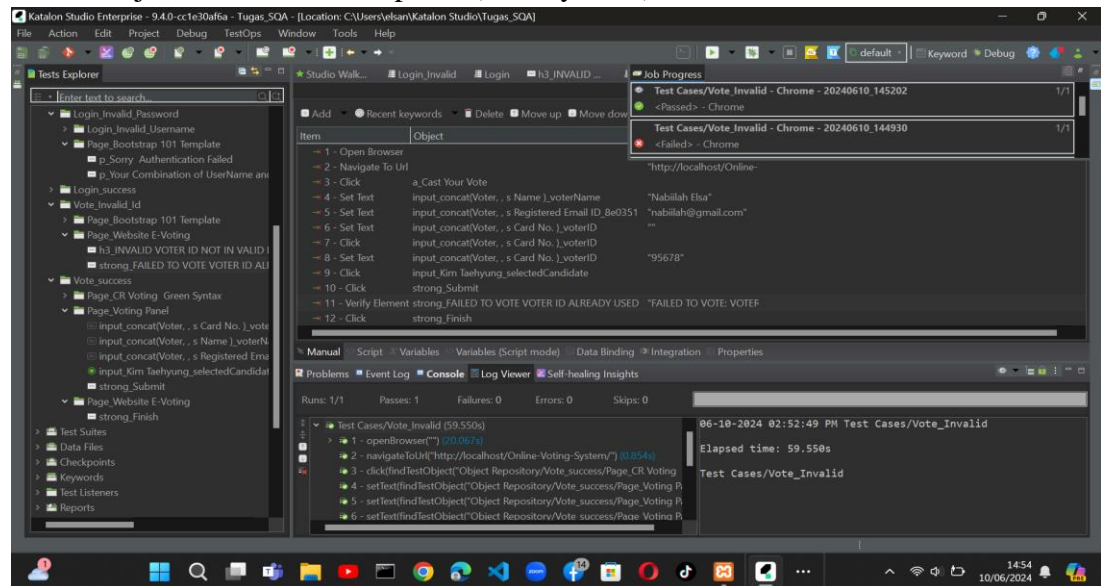 Katalon Studio Enterprise - 9.4.0-cc1e30af6a - Tugas_SQA - [Location: C:\Users\elsan\Katalon Studio\Tugas_SQA]
File Action Edit Project Debug TestOps Window Tools Help
default Keyword Debug
Tests Explorer
Enter text to search...
Login_Invalid_Password
Login_Invalid_Username
Page_Bootstrap 101 Template
p_Sorry Authentication Failed
p_Your Combination of UserName and
Login_success
Vote_Invalid_Id
Page_Bootstrap 101 Template
Page_Website E-Voting
h3_INVALID VOTER ID NOT IN VALID
strong_FAILED TO VOTE VOTER ID AL
Vote_success
Page_CR Voting Green Syntax
Page_Voting Panel
input_concat(Voter, , s Card No. )_vote
input_concat(Voter, , s Name )_voterN
input_concat(Voter, , s Registered Ema
input_Kim Taehyung_selectedCandidat
strong_Submit
Page_Website E-Voting
strong_Finish
Test Suites
Data Files
Checkpoints
Keywords
Test Listeners
Reports
Studio Walk... Login_Invalid Login h3_INVALID ...
Job Progress
Test Cases/Vote_Invalid - Chrome - 20240610_145202 1/1
<Passed> - Chrome
Test Cases/Vote_Invalid - Chrome - 20240610_144930 1/1
<Failed> - Chrome
Add Recent keywords Delete Move up Move dow
Item Object
1 - Open Browser
2 - Navigate To Url "http://localhost/Online-
3 - Click a_Cast Your Vote
4 - Set Text input_concat(Voter, , s Name )_voterName "Nabiilah Elsa"
5 - Set Text input_concat(Voter, , s Registered Email ID_8e0351 "nabiilah@gmail.com"
6 - Set Text input_concat(Voter, , s Card No. )_voterID ""
7 - Click input_concat(Voter, , s Card No. )_voterID
8 - Set Text input_concat(Voter, , s Card No. )_voterID "95678"
9 - Click input_Kim Taehyung_selectedCandidate
10 - Click strong_Submit
11 - Verify Element strong_FAILED TO VOTE VOTER ID ALREADY USED "FAILED TO VOTE: VOTEF
12 - Click strong_Finish
Manual Script Variables Variables (Script mode) Data Binding Integration Properties
Problems Event Log Console Log Viewer Self-healing Insights
Runs: 1/1 Passes: 1 Failures: 0 Errors: 0 Skips: 0
Test Cases/Vote_Invalid (59.550s)
1 - openBrowser("") (20.067s)
2 - navigateToUrl("http://localhost/Online-Voting-System/") (0.854s)
3 - click(findTestObject("Object Repository/Vote_success/Page_CR Voting
4 - setText(findTestObject("Object Repository/Vote_success/Page_Voting P
5 - setText(findTestObject("Object Repository/Vote_success/Page_Voting P
6 - setText(findTestObject("Object Repository/Vote_success/Page_Voting P
06-10-2024 02:52:49 PM Test Cases/Vote_Invalid
Elapsed time: 59.550s
Test Cases/Vote_Invalid
14:54
10/06/2024